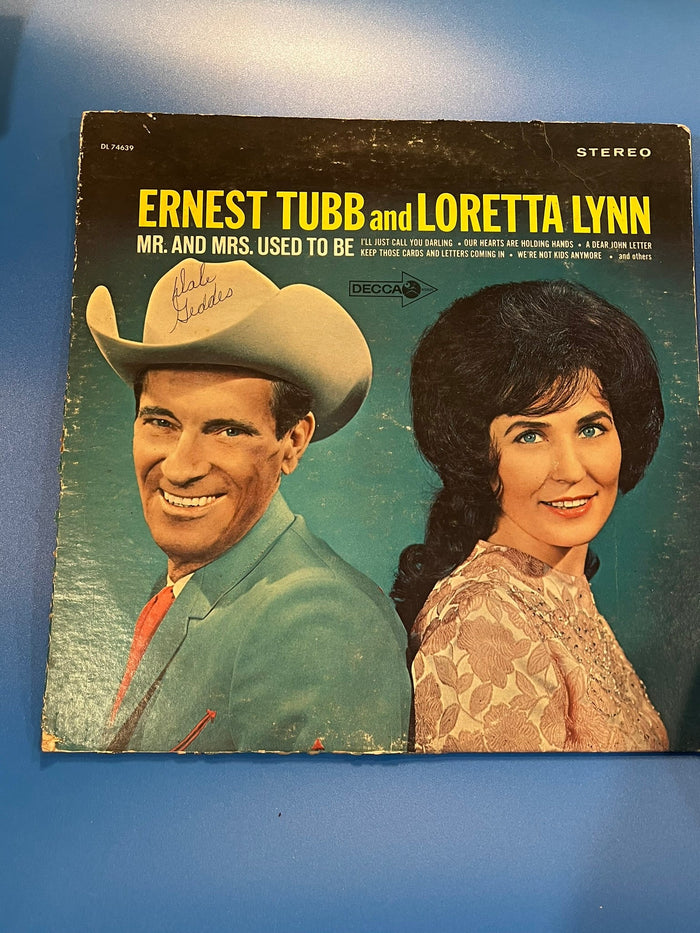 DL 74639
STEREO
ERNEST TUBB and LORETTA LYNN
MR. AND MRS. USED TO BE
I'LL JUST CALL YOU DARLING • OUR HEARTS ARE HOLDING HANDS • A DEAR JOHN LETTER
KEEP THOSE CARDS AND LETTERS COMING IN • WE'RE NOT KIDS ANYMORE • and others
Dale
Geddes
DECCA